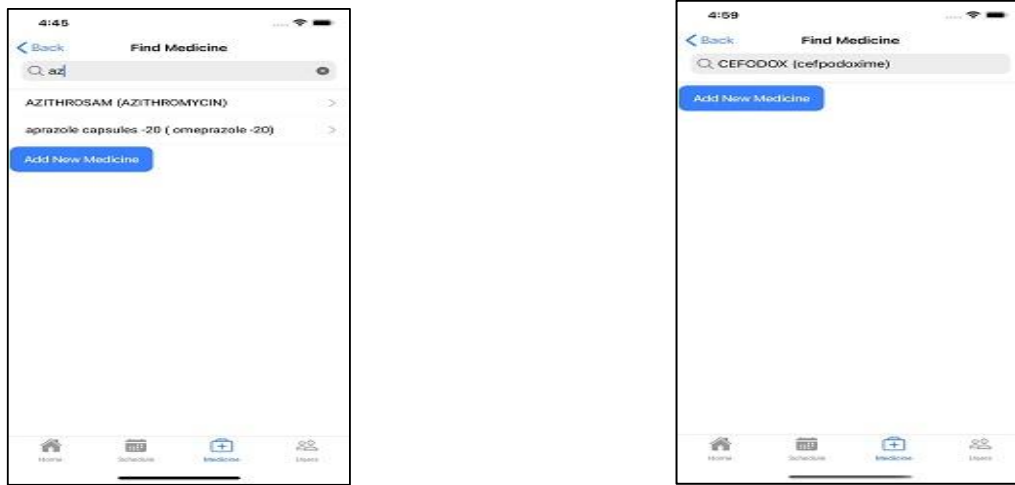 4:45
Back Find Medicine
az
AZITHROSAM (AZITHROMYCIN)
aprazole capsules -20 ( omeprazole -20)
Add New Medicine
Home Schedule Medicine Users
4:59
Back Find Medicine
CEFODOX (cefpodoxime)
Add New Medicine
Home Schedule Medicine Users